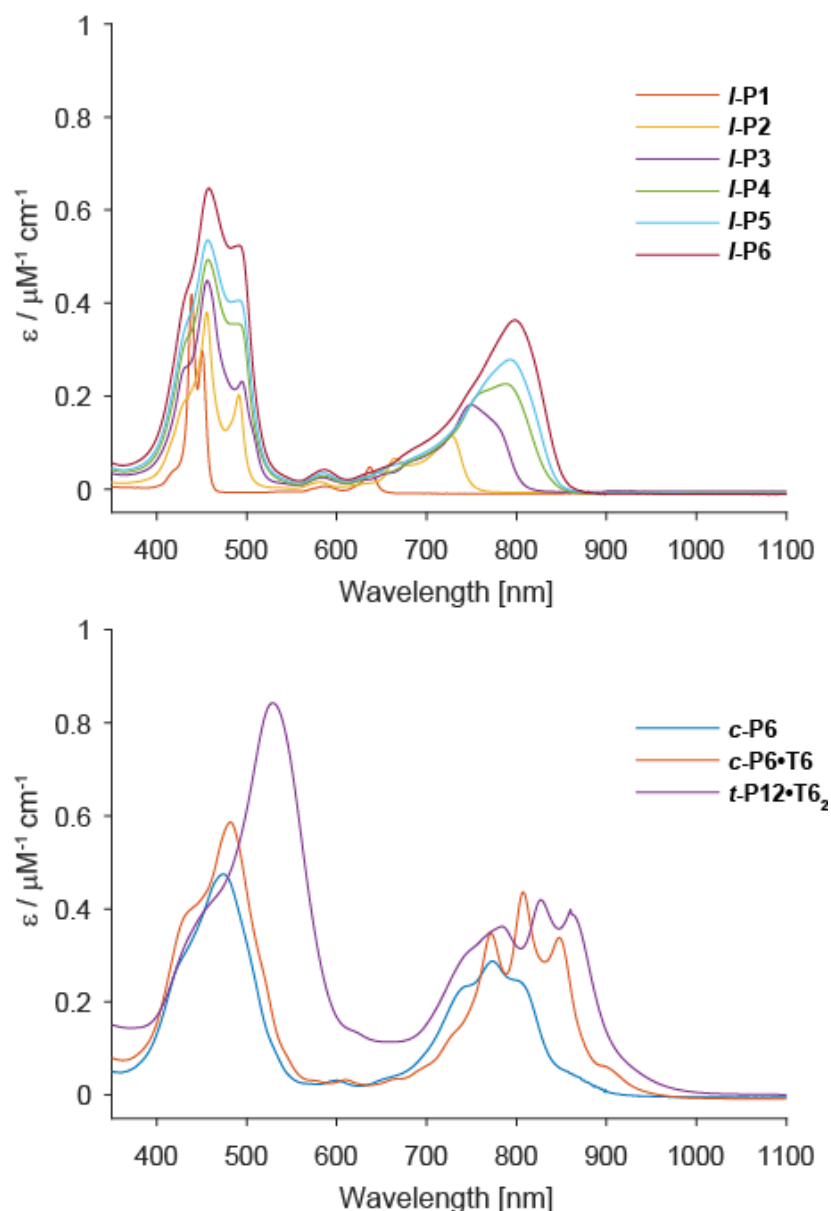 1
0.8
0.6
0.4
0.2
0
ε / μM⁻¹ cm⁻¹
l-P1
l-P2
l-P3
l-P4
l-P5
l-P6
400 500 600 700 800 900 1000 1100
Wavelength [nm]
1
0.8
0.6
0.4
0.2
0
ε / μM⁻¹ cm⁻¹
c-P6
c-P6•T6
t-P12•T6₂
400 500 600 700 800 900 1000 1100
Wavelength [nm]